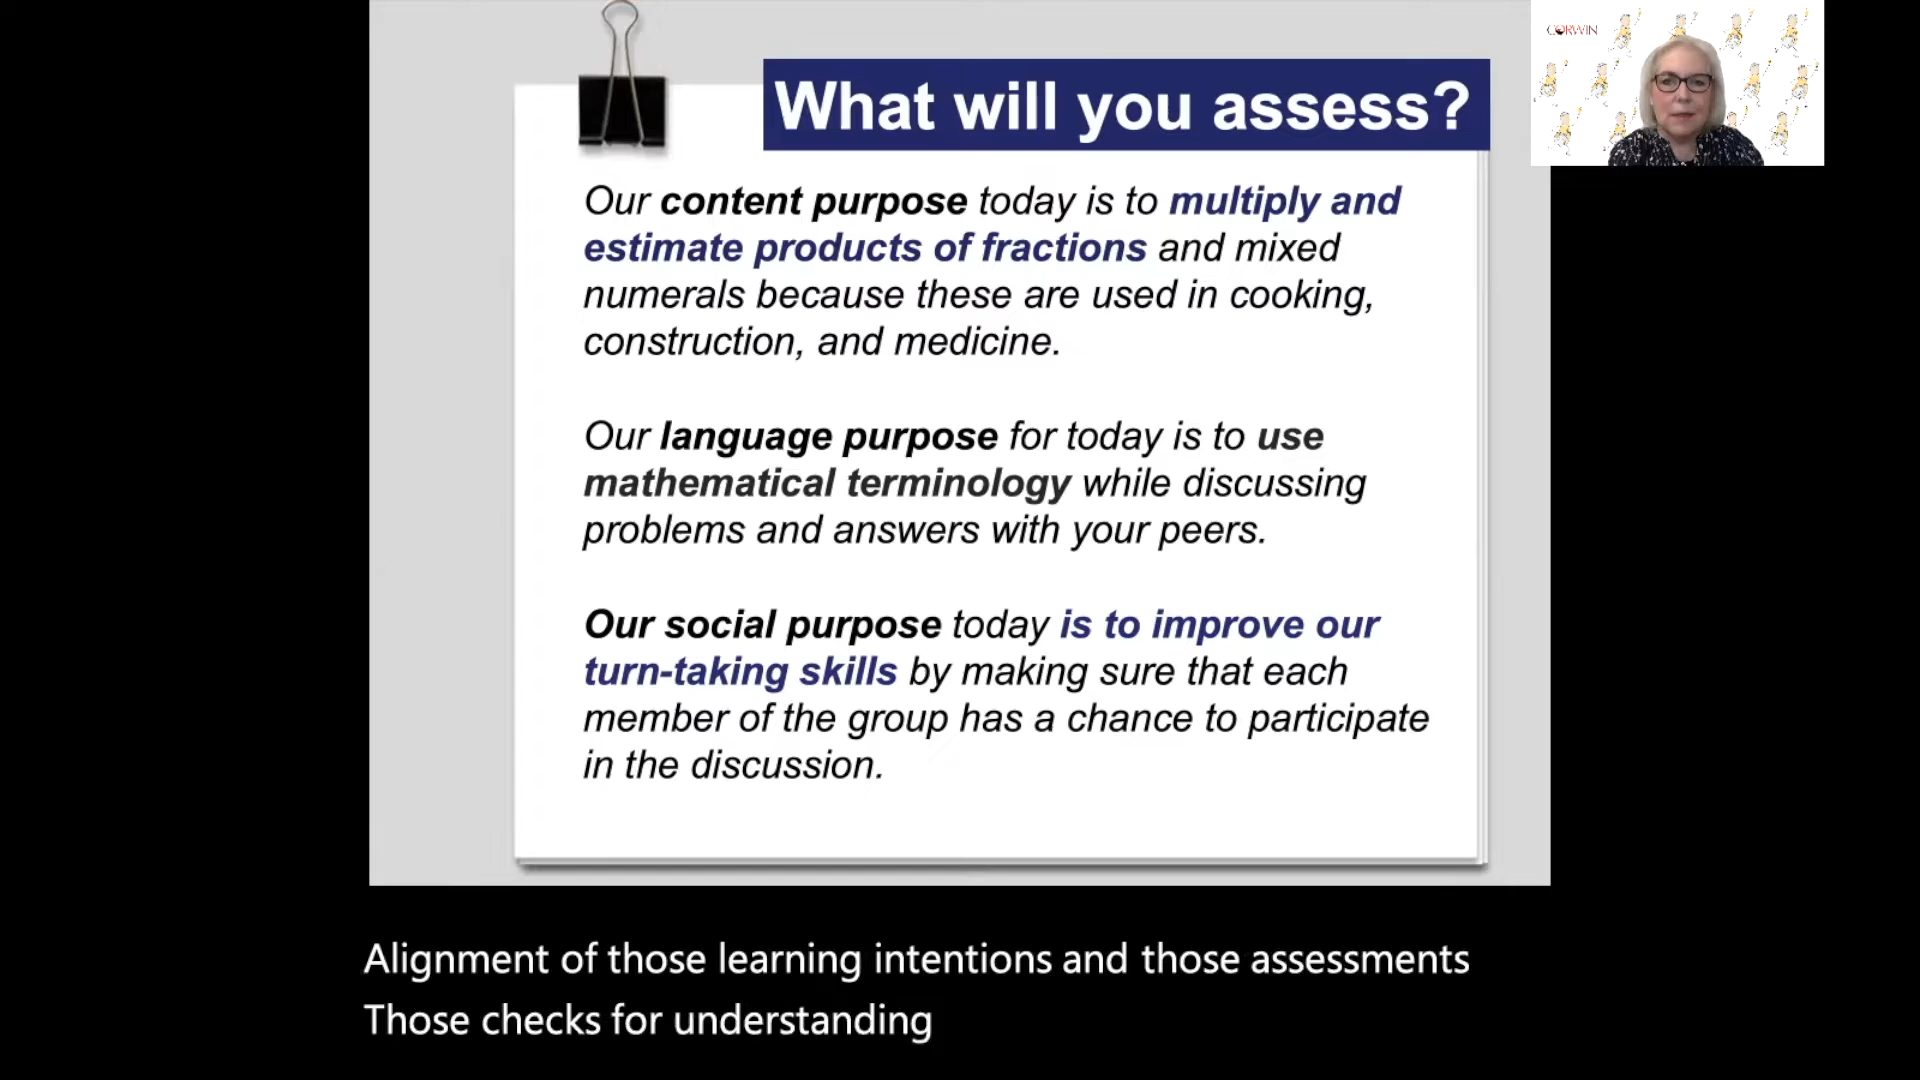 What will you assess?
CORWIN
Our content purpose today is to multiply and
estimate products of fractions and mixed
numerals because these are used in cooking,
construction, and medicine.
Our language purpose for today is to use
mathematical terminology while discussing
problems and answers with your peers.
Our social purpose today is to improve our
turn-taking skills by making sure that each
member of the group has a chance to participate
in the discussion.
Alignment of those learning intentions and those assessments
Those checks for understanding